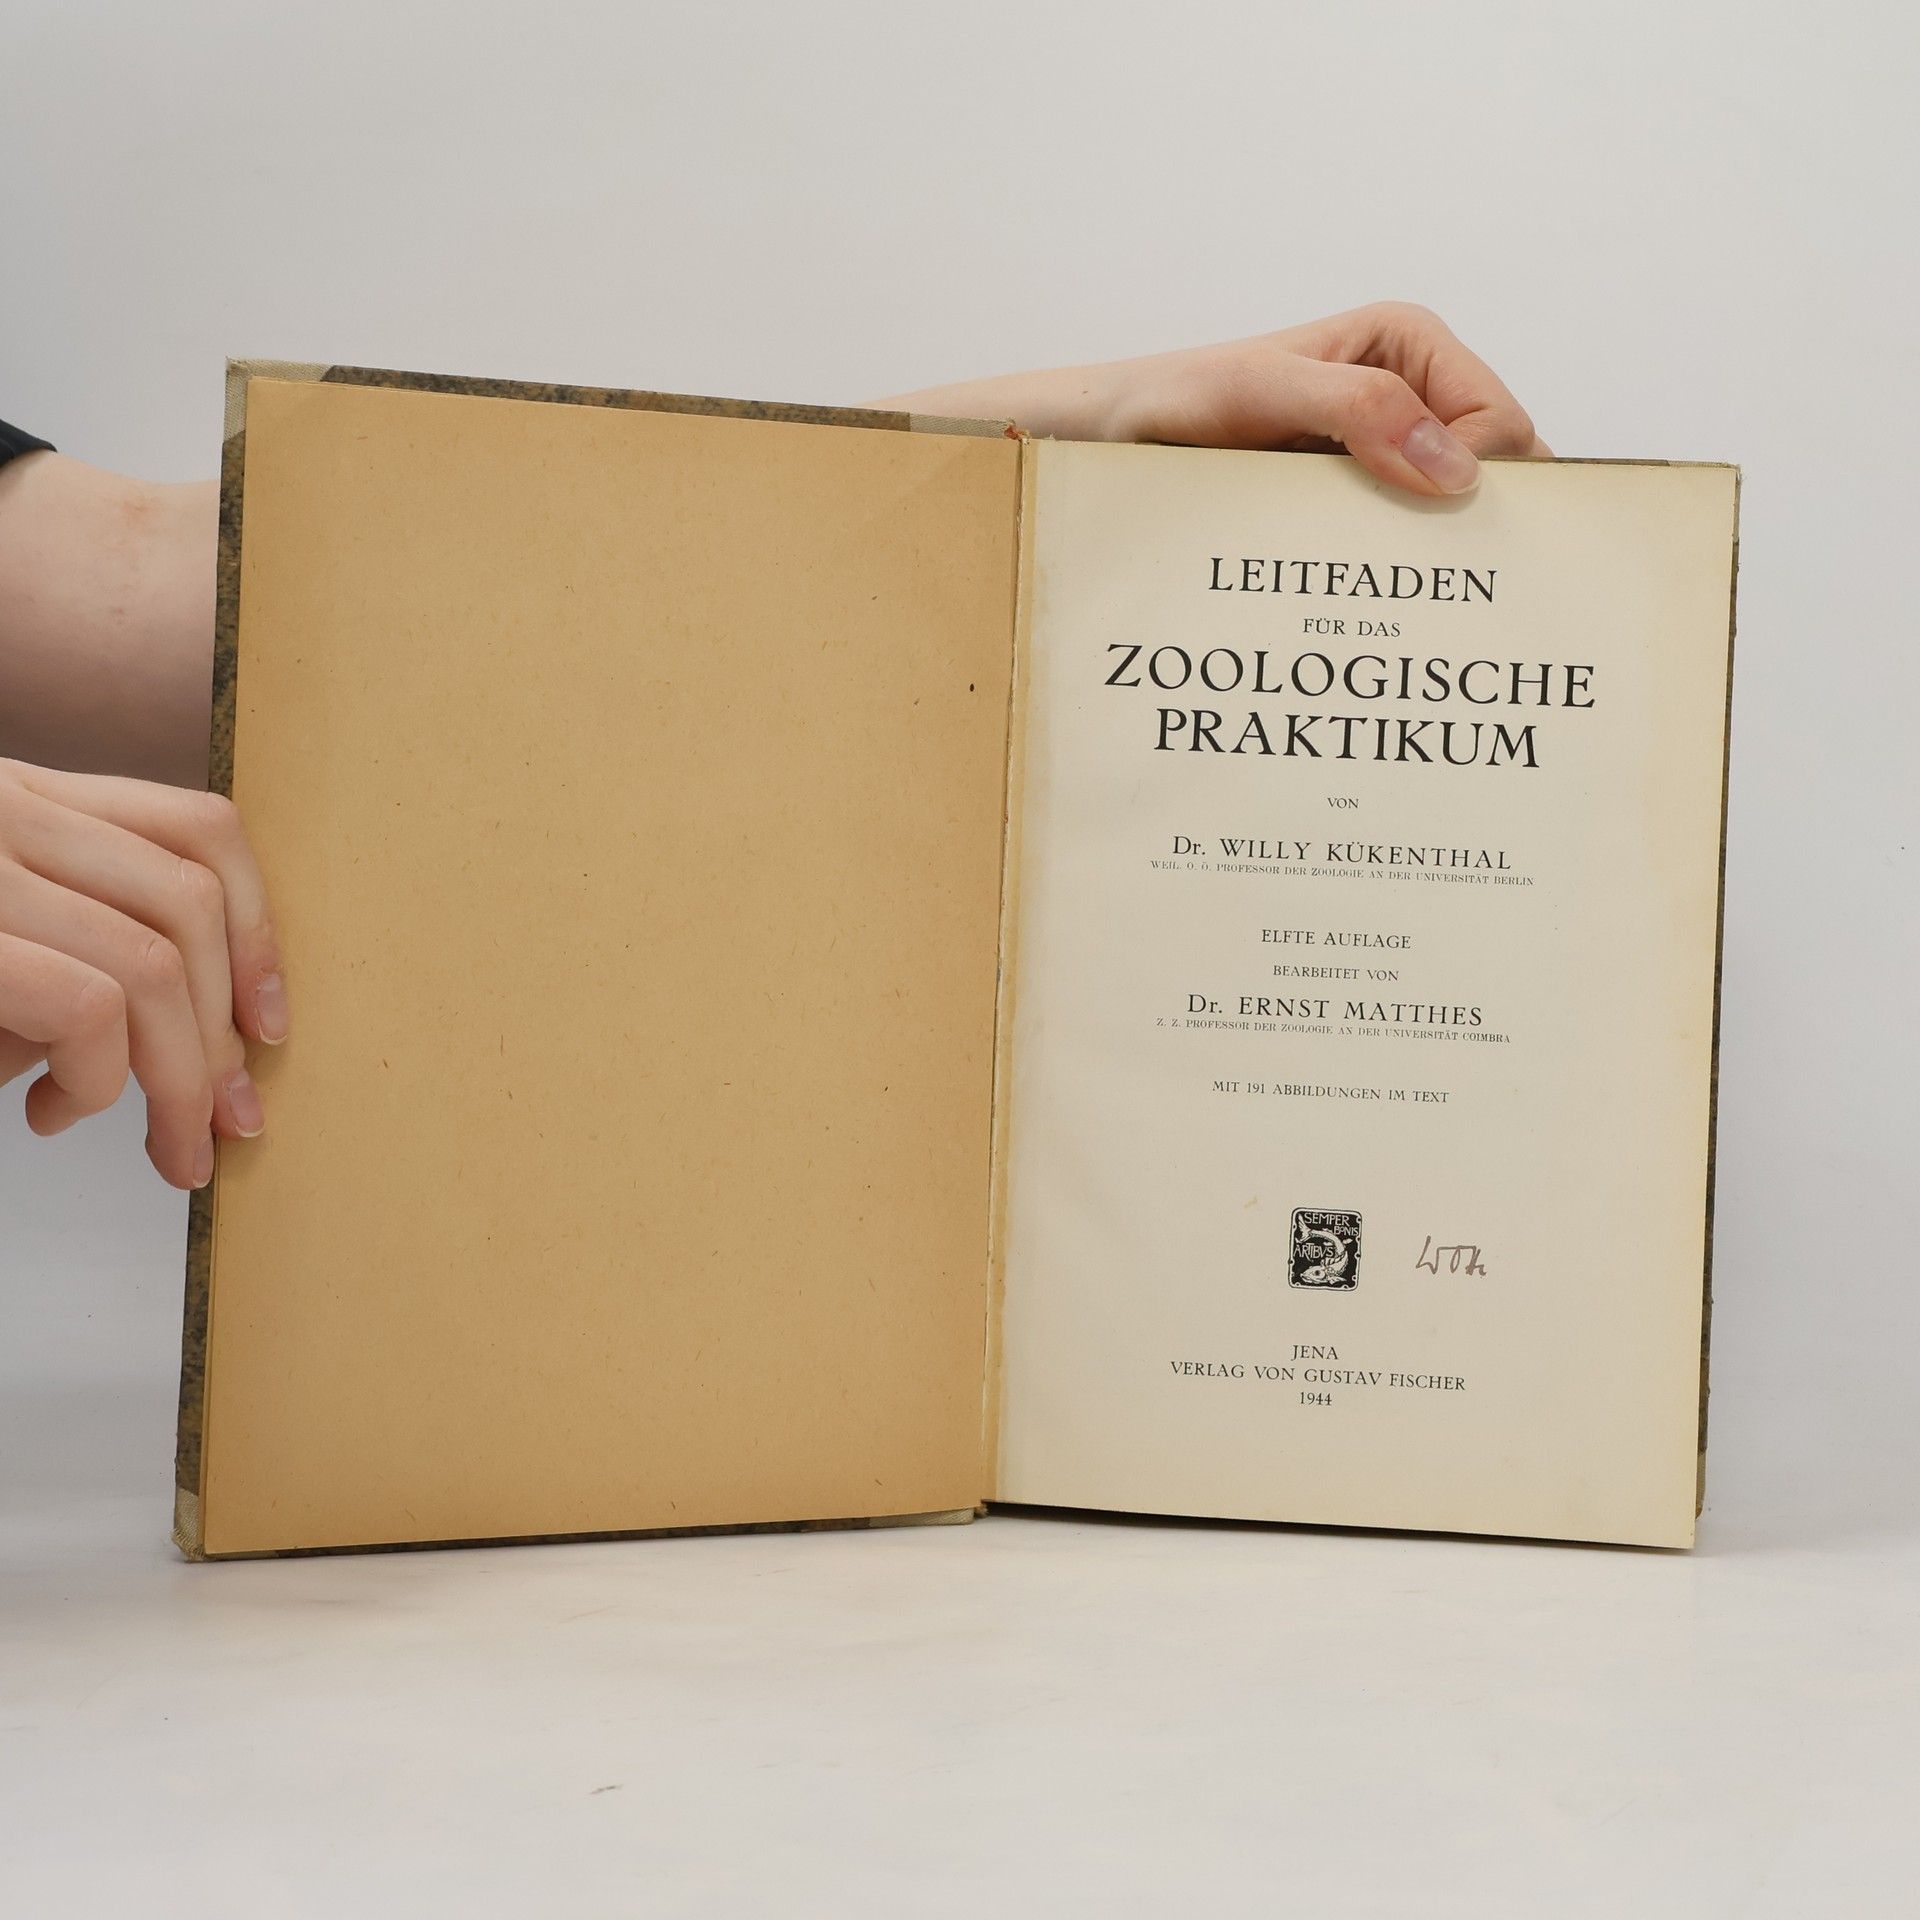 LEITFADEN
FÜR DAS
ZOOLOGISCHE
PRAKTIKUM
VON
Dr. WILLY KÜKENTHAL
WEIL. O. Ö. PROFESSOR DER ZOOLOGIE AN DER UNIVERSITÄT BERLIN
ELFTE AUFLAGE
BEARBEITET VON
Dr. ERNST MATTHES
Z. Z. PROFESSOR DER ZOOLOGIE AN DER UNIVERSITÄT COIMBRA
MIT 191 ABBILDUNGEN IM TEXT
SEMPER
BONIS
ARTIBVS
JENA
VERLAG VON GUSTAV FISCHER
1944